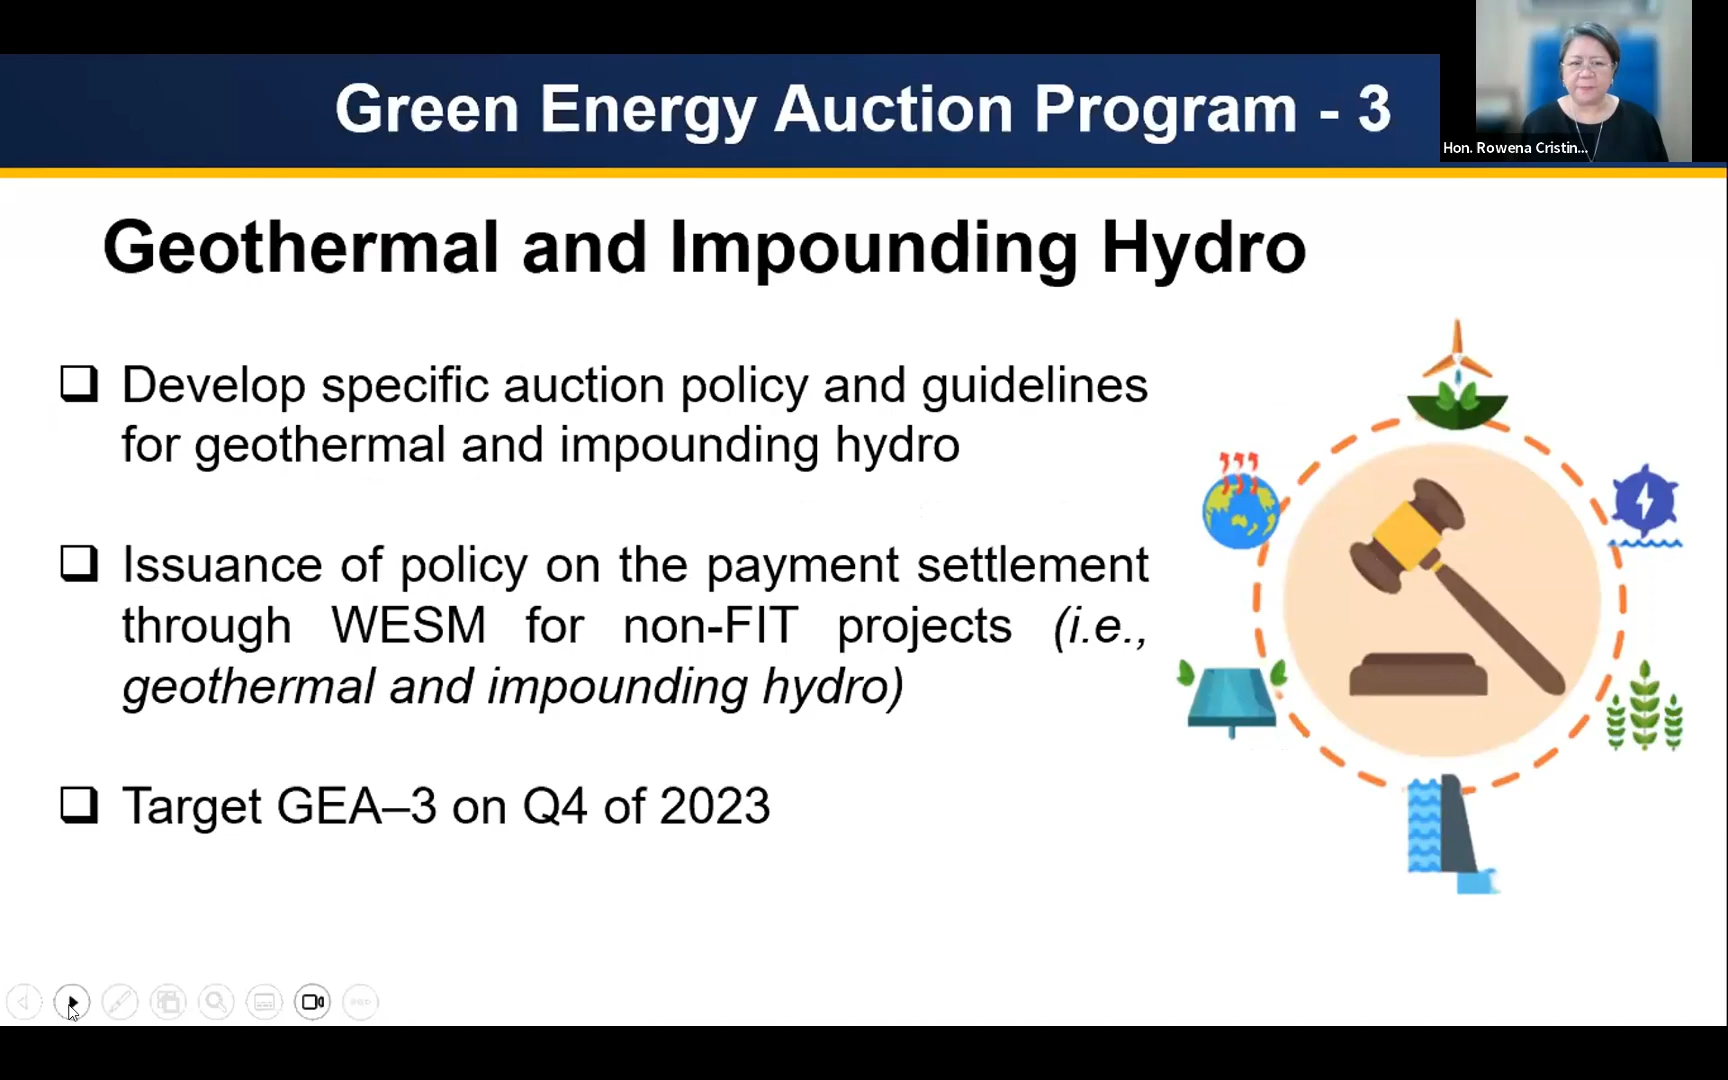 Green Energy Auction Program - 3
Hon. Rowena Cristin...
Geothermal and Impounding Hydro
Develop specific auction policy and guidelines
for geothermal and impounding hydro
Issuance of policy on the payment settlement
through WESM for non-FIT projects (i.e.,
geothermal and impounding hydro)
Target GEA–3 on Q4 of 2023